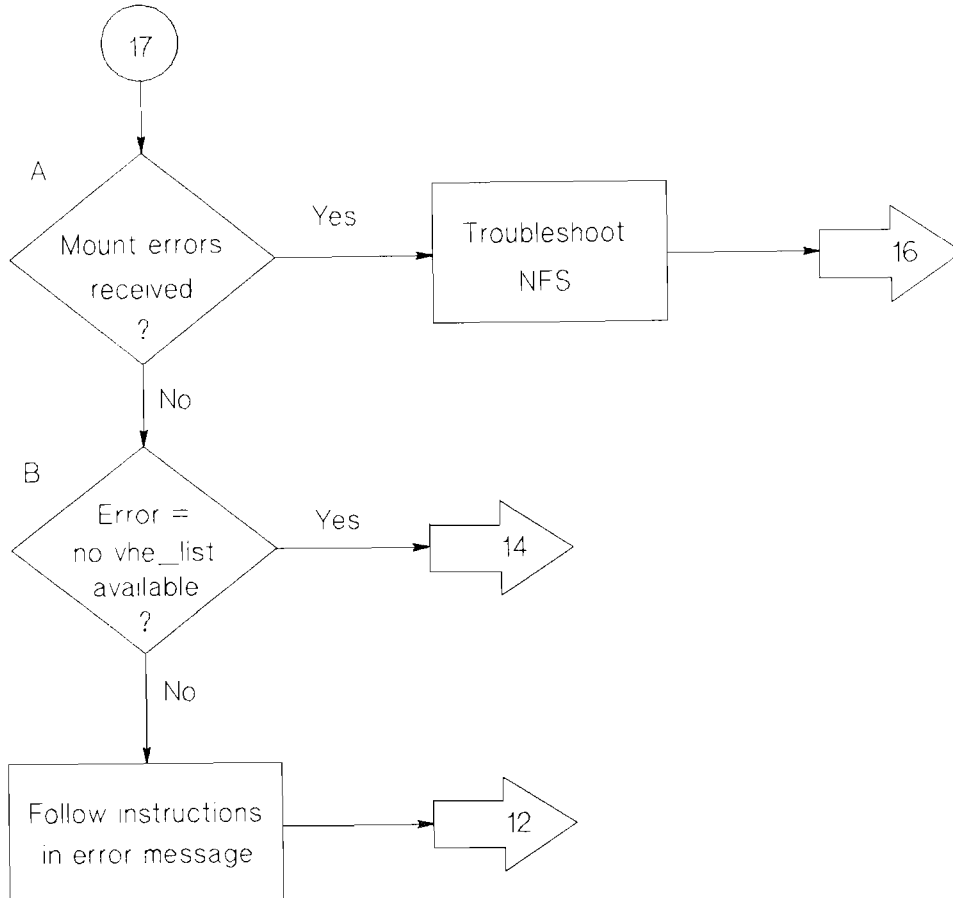 17
A
Mount errors
received
?
Yes
Troubleshoot
NFS
16
No
B
Error =
no vhe__list
available
?
Yes
14
No
Follow instructions
in error message
12